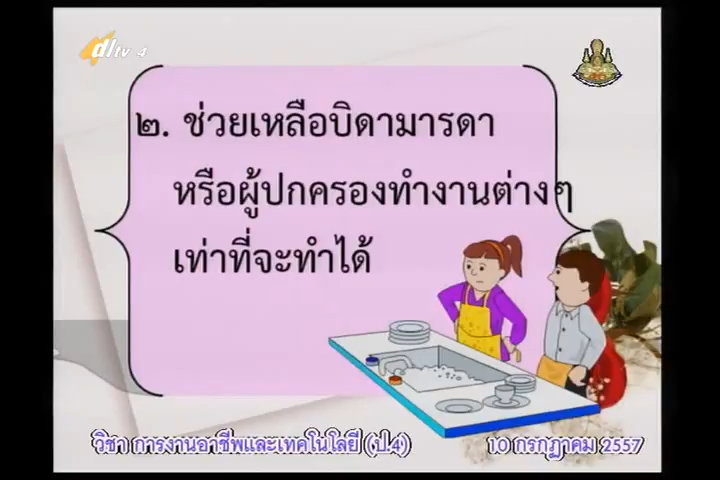 dltv 4
๒. ช่วยเหลือบิดามารดา
หรือผู้ปกครองทำงานต่างๆ
เท่าที่จะทำได้
วิชา การงานอาชีพและเทคโนโลยี (ป.4)
10 กรกฎาคม 2557